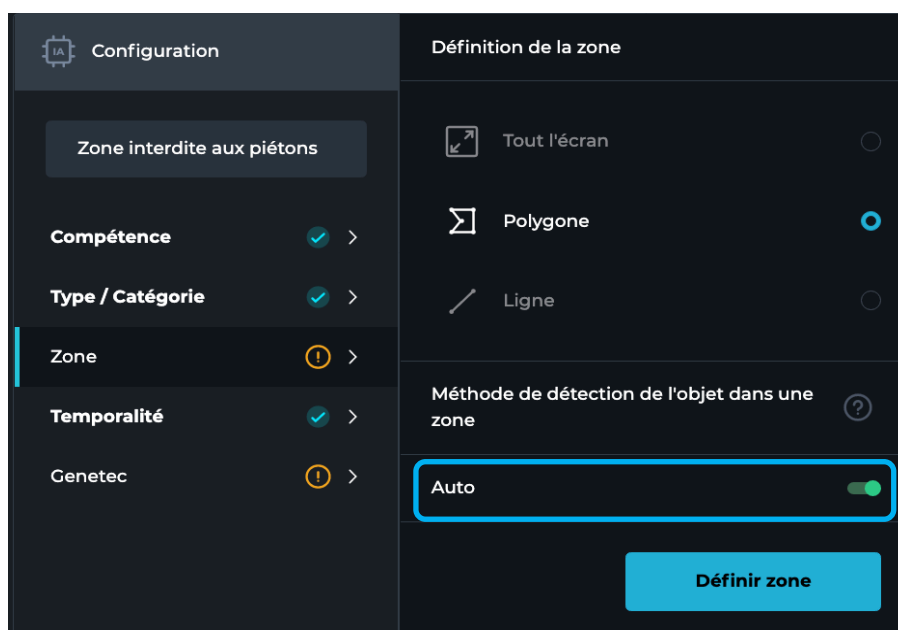 IA
Configuration
Zone interdite aux piétons
Compétence
Type / Catégorie
Zone
Temporalité
Genetec
Définition de la zone
Tout l'écran
Polygone
Ligne
Méthode de détection de l'objet dans une
zone
?
Auto
Définir zone